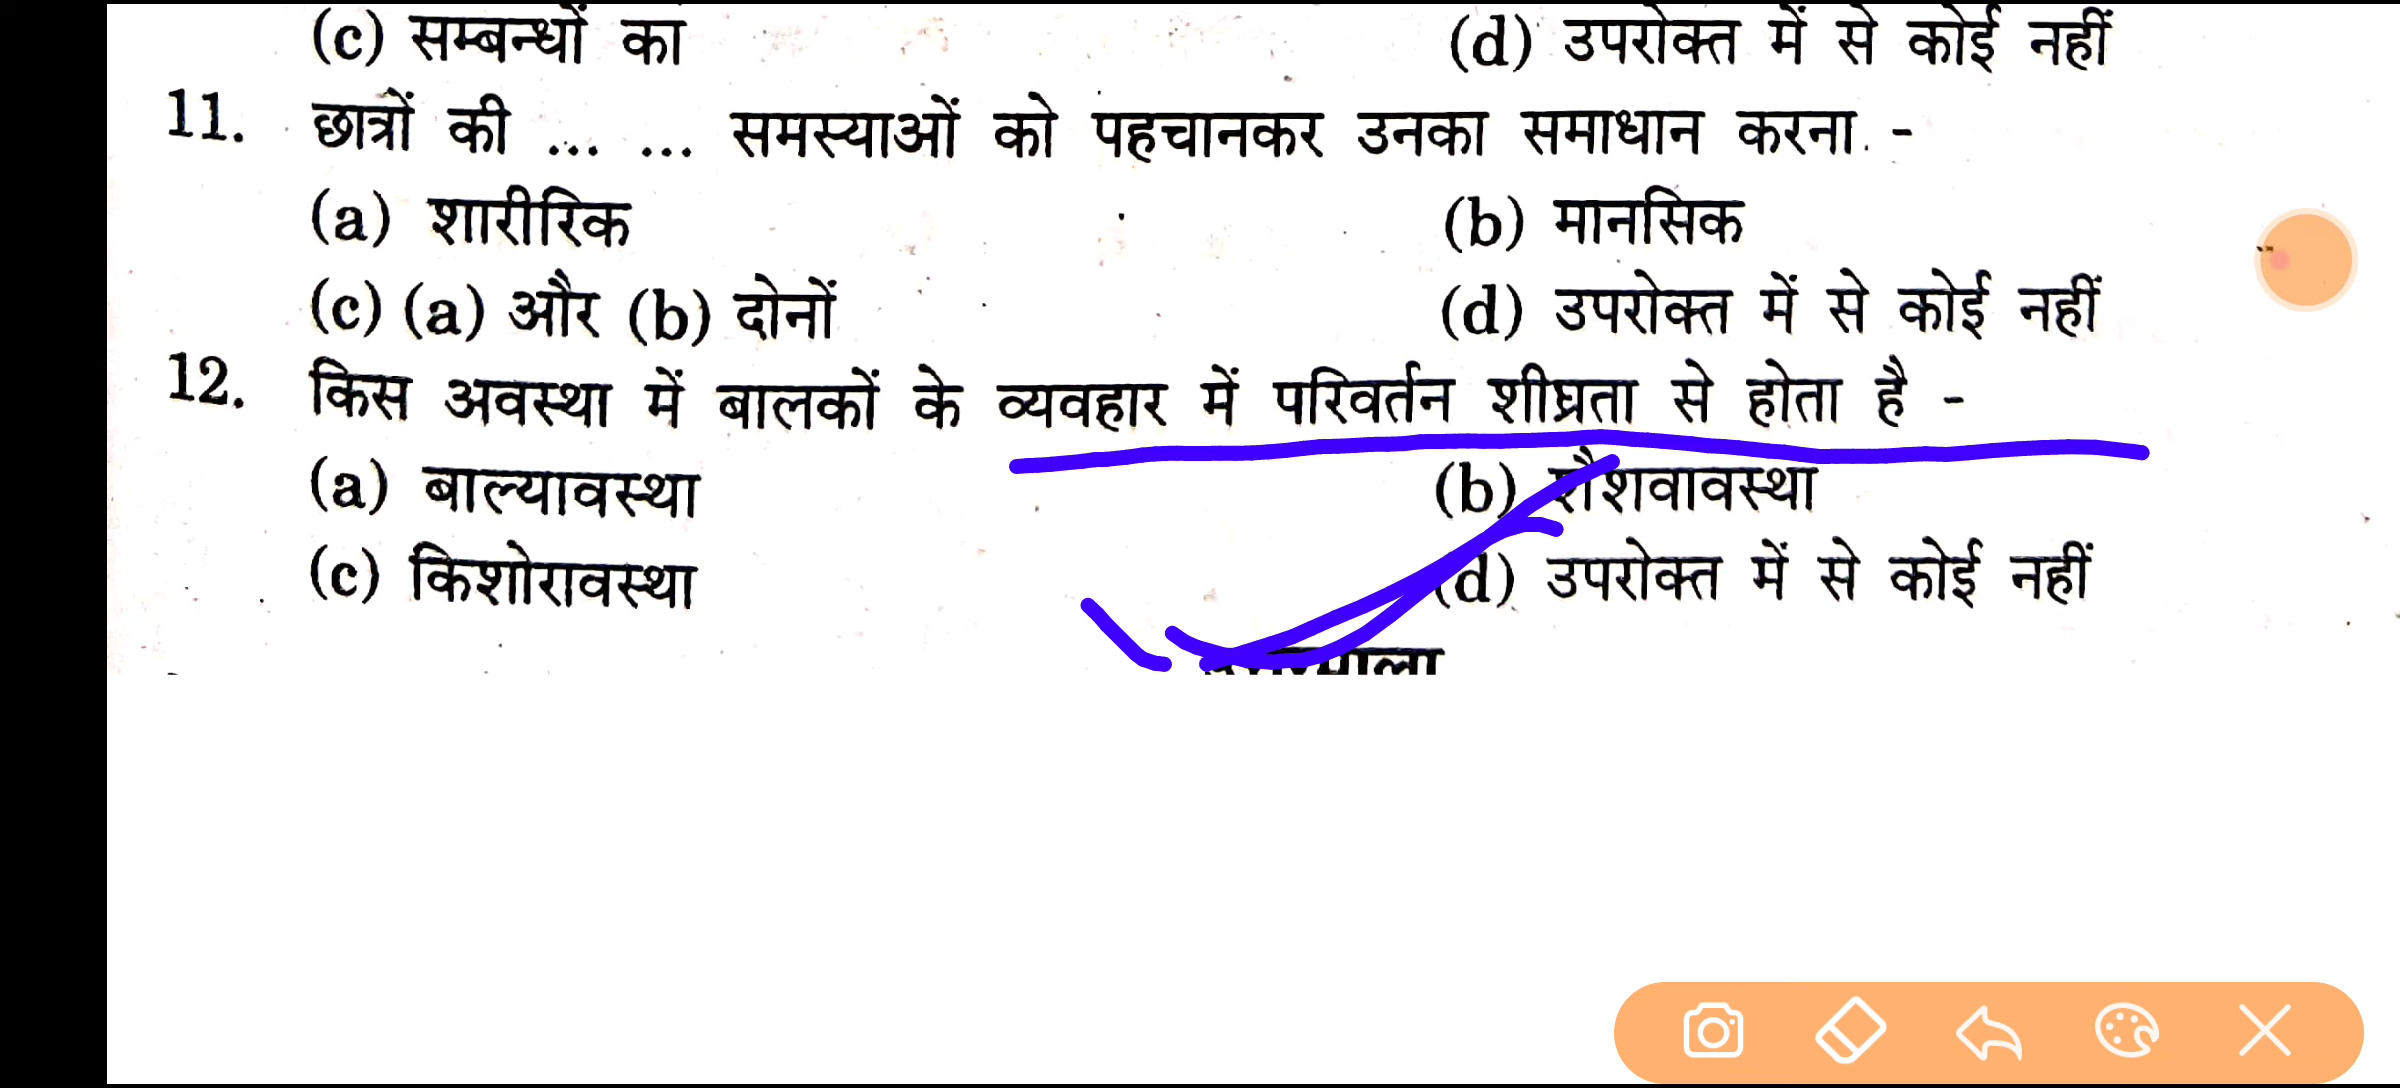 (c) सम्बन्धों का (d) उपरोक्त में से कोई नहीं
11. छात्रों की ... ... समस्याओं को पहचानकर उनका समाधान करना. -
(a) शारीरिक (b) मानसिक
(c) (a) और (b) दोनों (d) उपरोक्त में से कोई नहीं
12. किस अवस्था में बालकों के व्यवहार में परिवर्तन शीघ्रता से होता है -
(a) बाल्यावस्था (b) शैशवावस्था
(c) किशोरावस्था (d) उपरोक्त में से कोई नहीं